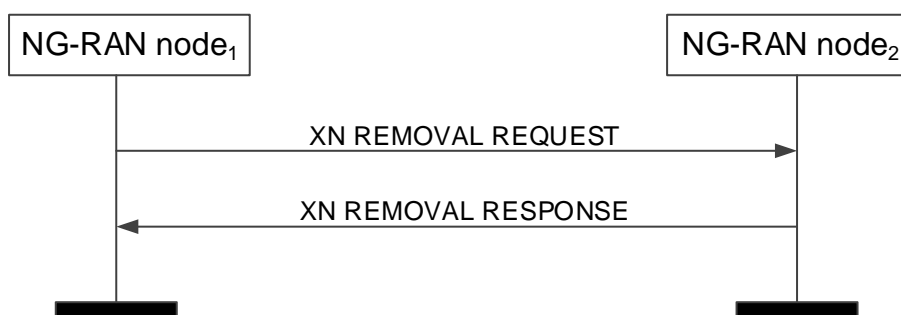 NG-RAN node₁
NG-RAN node₂
XN REMOVAL REQUEST
XN REMOVAL RESPONSE